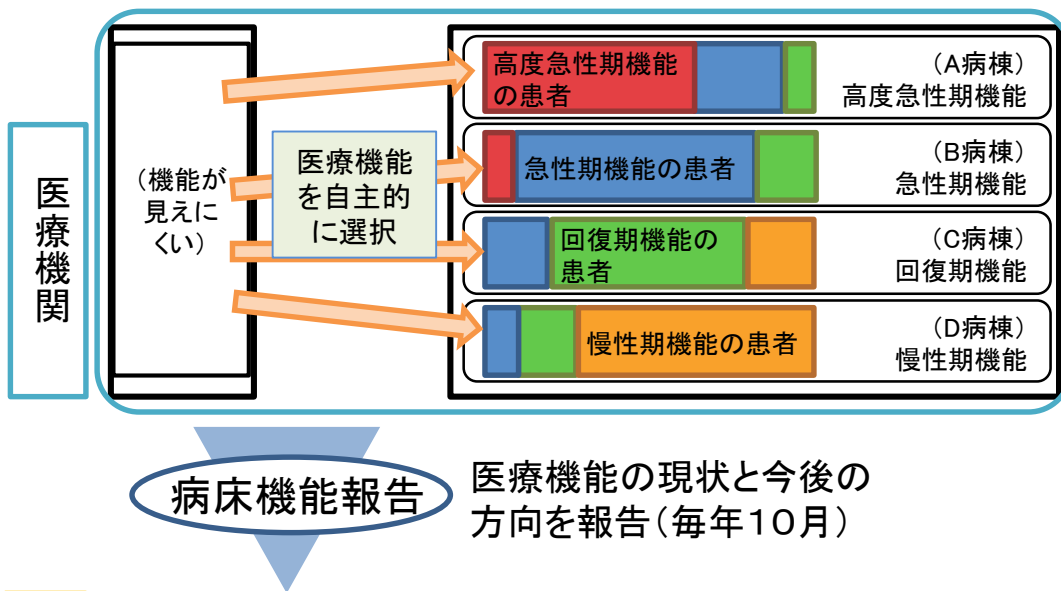 医療機関
(機能が
見えに
くい)
医療機能
を自主的
に選択
高度急性期機能
の患者
(A病棟)
高度急性期機能
急性期機能の患者
(B病棟)
急性期機能
回復期機能の
患者
(C病棟)
回復期機能
慢性期機能の患者
(D病棟)
慢性期機能
病床機能報告
医療機能の現状と今後の
方向を報告(毎年10月)